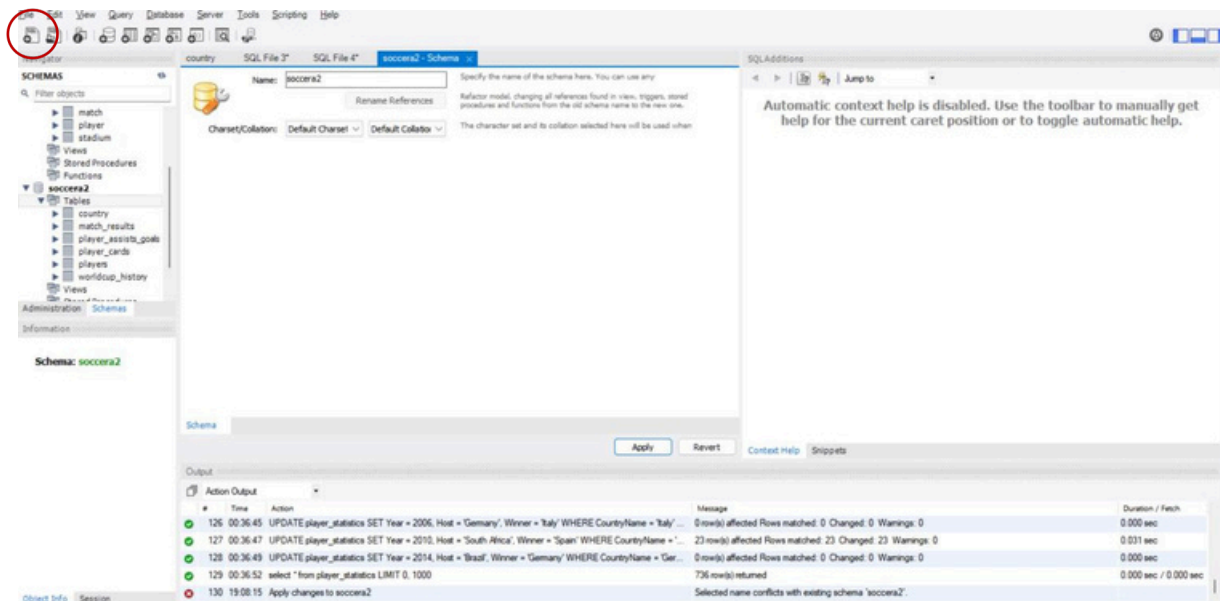 File Edit View Query Database Server Tools Scripting Help
Navigator
SCHEMAS
Filter objects
match
player
stadium
Views
Stored Procedures
Functions
soccera2
Tables
country
match_results
player_assists_goals
player_cards
players
worldcup_history
Views
Stored Procedures
Administration Schemas
Information
Schema: soccera2
Object Info Session
country SQL File 3* SQL File 4* soccera2 - Schema
Name: soccera2 Specify the name of the schema here. You can use any
Rename References Refactor model, changing all references found in view, triggers, stored
procedures and functions from the old schema name to the new one.
Charset/Collation: Default Charset Default Collation The character set and its collation selected here will be used when
Schema
Apply Revert
SQLAdditions
Jump to
Automatic context help is disabled. Use the toolbar to manually get
help for the current caret position or to toggle automatic help.
Context Help Snippets
Output
Action Output
# Time Action Message Duration / Fetch
126 00:36:45 UPDATE player_statistics SET Year = 2006, Host = 'Germany', Winner = 'Italy' WHERE CountryName = 'Italy' ... 0 row(s) affected Rows matched: 0 Changed: 0 Warnings: 0 0.000 sec
127 00:36:47 UPDATE player_statistics SET Year = 2010, Host = 'South Africa', Winner = 'Spain' WHERE CountryName = '... 23 row(s) affected Rows matched: 23 Changed: 23 Warnings: 0 0.031 sec
128 00:36:49 UPDATE player_statistics SET Year = 2014, Host = 'Brazil', Winner = 'Germany' WHERE CountryName = 'Ger... 0 row(s) affected Rows matched: 0 Changed: 0 Warnings: 0 0.000 sec
129 00:36:52 select * from player_statistics LIMIT 0, 1000 736 row(s) returned 0.000 sec / 0.000 sec
130 19:08:15 Apply changes to soccera2 Selected name conflicts with existing schema 'soccera2'.